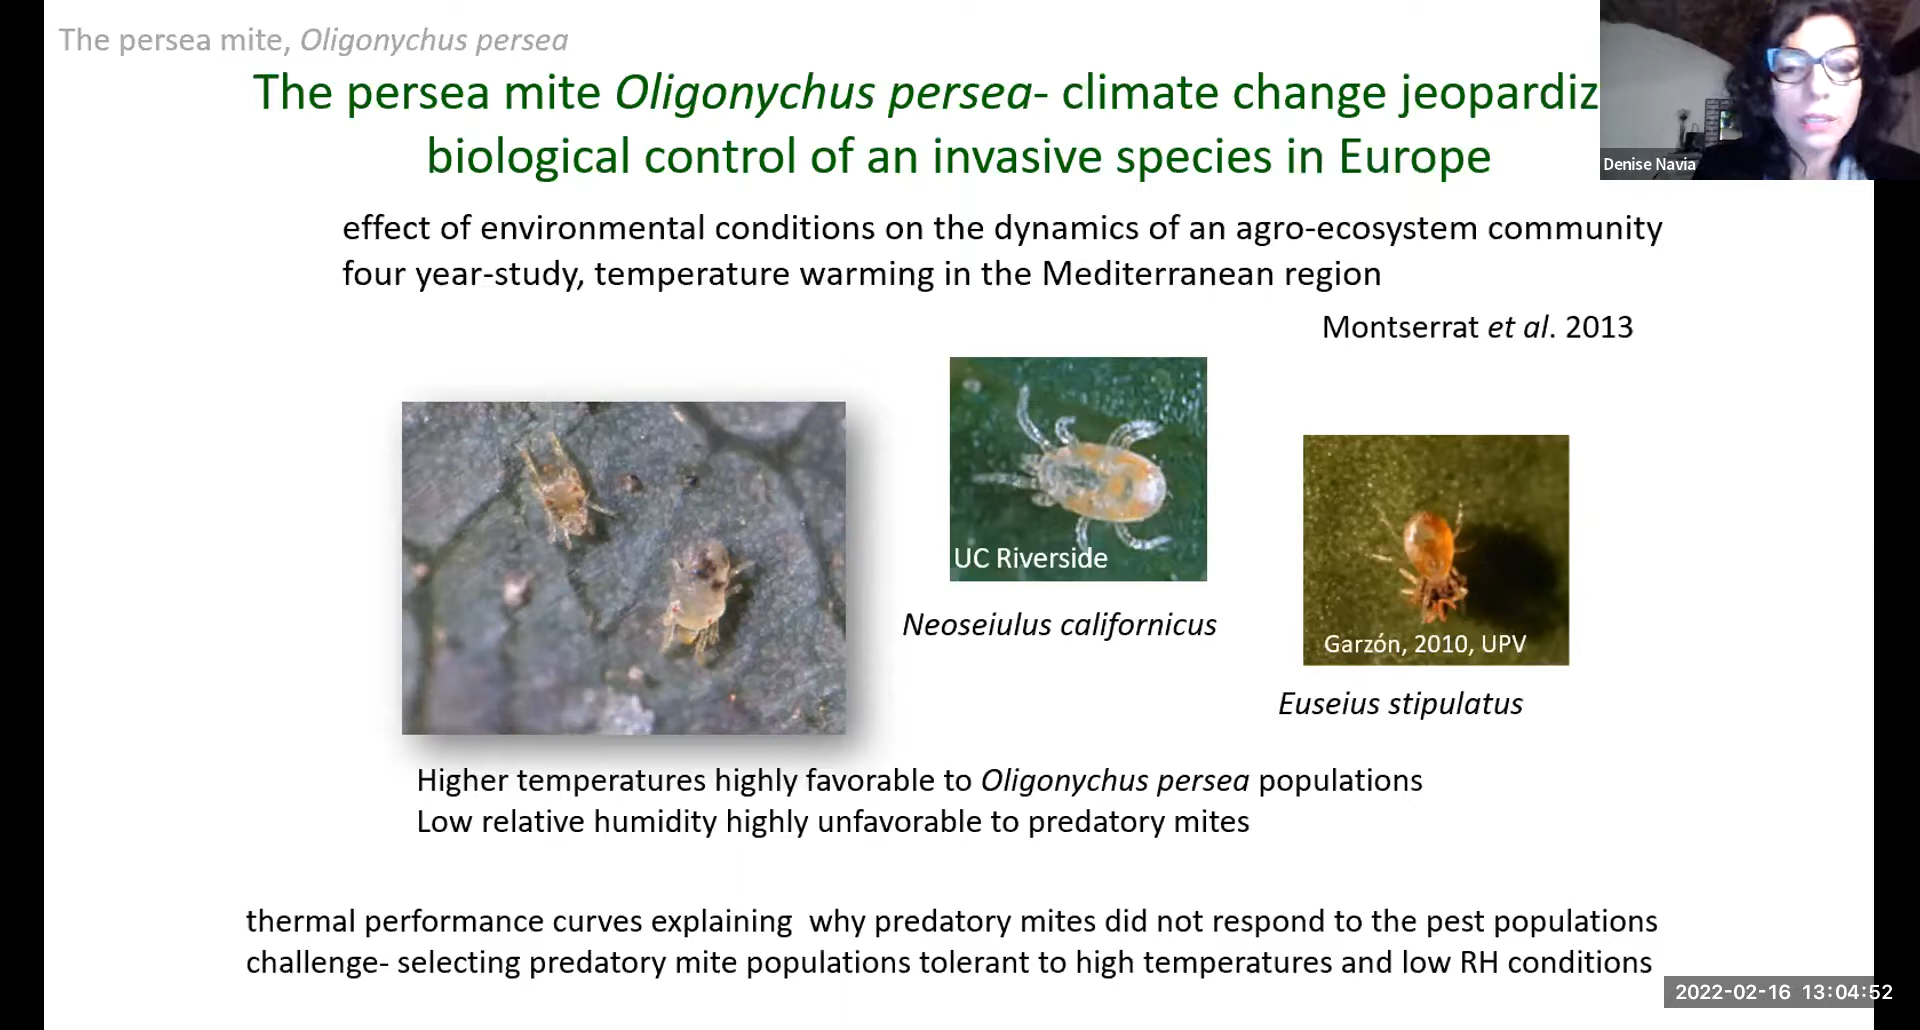 The persea mite, Oligonychus persea
The persea mite Oligonychus persea- climate change jeopardiz
biological control of an invasive species in Europe
Denise Navia
effect of environmental conditions on the dynamics of an agro-ecosystem community
four year-study, temperature warming in the Mediterranean region
Montserrat et al. 2013
UC Riverside
Neoseiulus californicus
Garzón, 2010, UPV
Euseius stipulatus
Higher temperatures highly favorable to Oligonychus persea populations
Low relative humidity highly unfavorable to predatory mites
thermal performance curves explaining  why predatory mites did not respond to the pest populations
challenge- selecting predatory mite populations tolerant to high temperatures and low RH conditions
2022-02-16 13:04:52